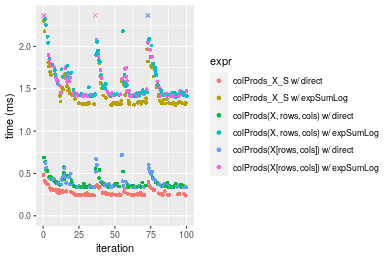 2.0
1.5
1.0
0.5
0.0
time (ms)
0
25
50
75
100
iteration
expr
colProds_X_S w/ direct
colProds_X_S w/ expSumLog
colProds(X, rows, cols) w/ direct
colProds(X, rows, cols) w/ expSumLog
colProds(X[rows, cols]) w/ direct
colProds(X[rows, cols]) w/ expSumLog